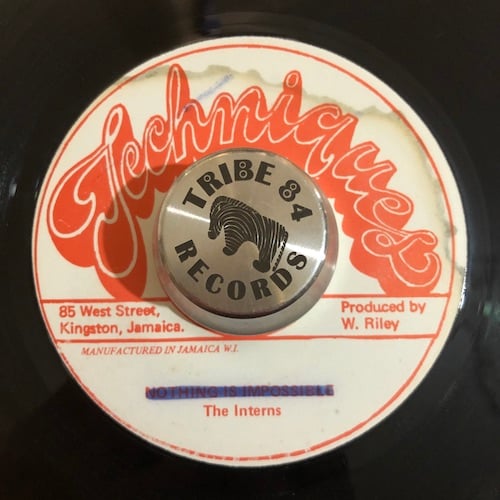 Techniques
TRIBE 84
RECORDS
85 West Street,
Kingston, Jamaica.
Produced by
W. Riley
MANUFACTURED IN JAMAICA W.I.
NOTHING IS IMPOSSIBLE
The Interns